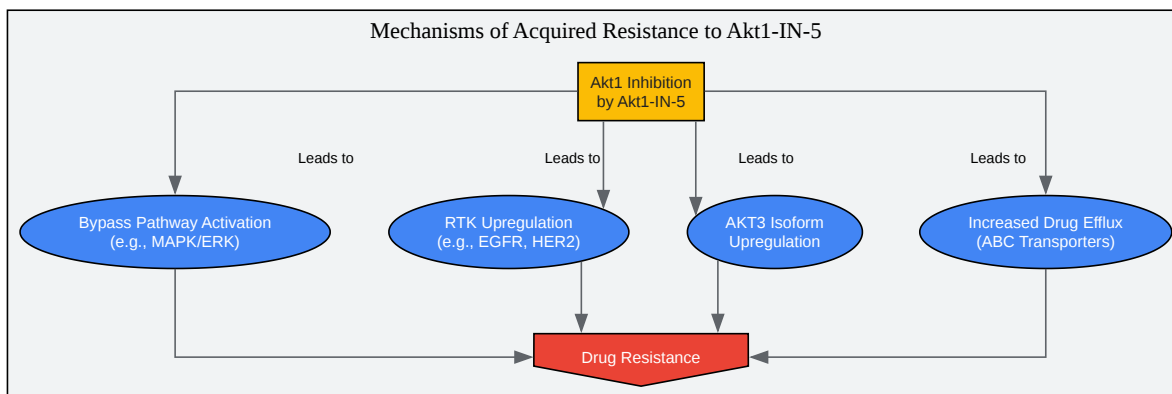 Mechanisms of Acquired Resistance to Akt1-IN-5
Akt1 Inhibition
by Akt1-IN-5
Leads to
Leads to
Leads to
Leads to
Bypass Pathway Activation
(e.g., MAPK/ERK)
RTK Upregulation
(e.g., EGFR, HER2)
AKT3 Isoform
Upregulation
Increased Drug Efflux
(ABC Transporters)
Drug Resistance